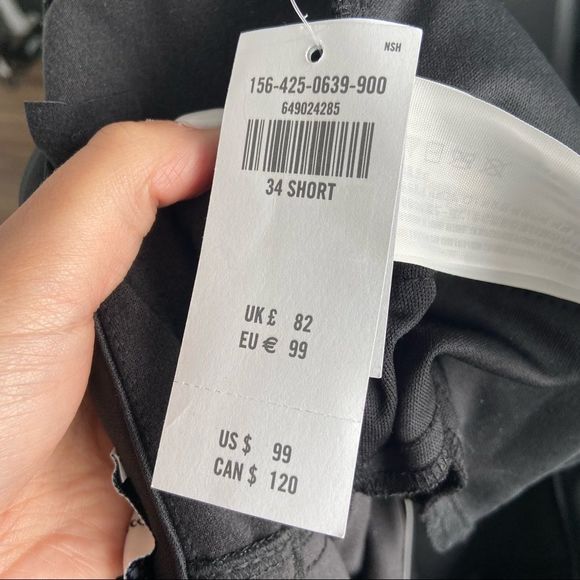 NSH
156-425-0639-900
649024285
34 SHORT
UK £ 82
EU € 99
US $ 99
CAN $ 120